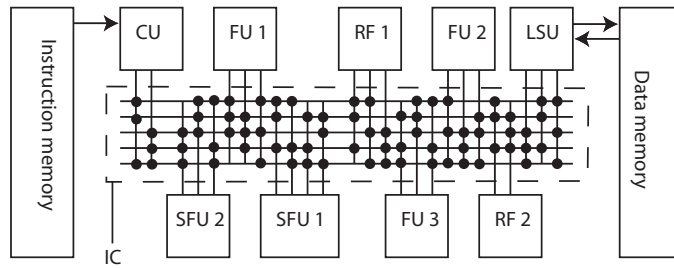 Instruction memory
CU
FU 1
RF 1
FU 2
LSU
Data memory
SFU 2
SFU 1
FU 3
RF 2
IC